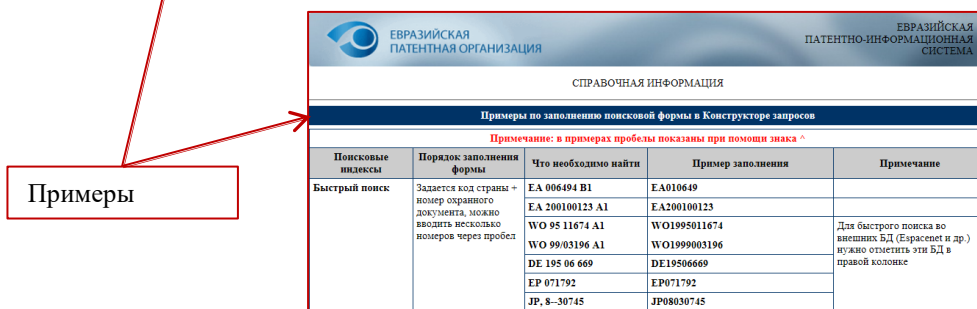 ЕВРАЗИЙСКАЯ
ПАТЕНТНАЯ ОРГАНИЗАЦИЯ
ЕВРАЗИЙСКАЯ
ПАТЕНТНО-ИНФОРМАЦИОННАЯ
СИСТЕМА
СПРАВОЧНАЯ ИНФОРМАЦИЯ
Примеры по заполнению поисковой формы в Конструкторе запросов
Примечание: в примерах пробелы показаны при помощи знака ^
Поисковые
индексы
Порядок заполнения
формы
Что необходимо найти
Пример заполнения
Примечание
Быстрый поиск
Задается код страны +
номер охранного
документа, можно
вводить несколько
номеров через пробел
EA 006494 B1
EA010649
EA 200100123 A1
EA200100123
WO 95 11674 A1
WO1995011674
WO 99/03196 A1
WO1999003196
DE 195 06 669
DE19506669
EP 071792
EP071792
JP, 8--30745
JP08030745
Для быстрого поиска во
внешних БД (Espacenet и др.)
нужно отметить эти БД в
правой колонке
Примеры